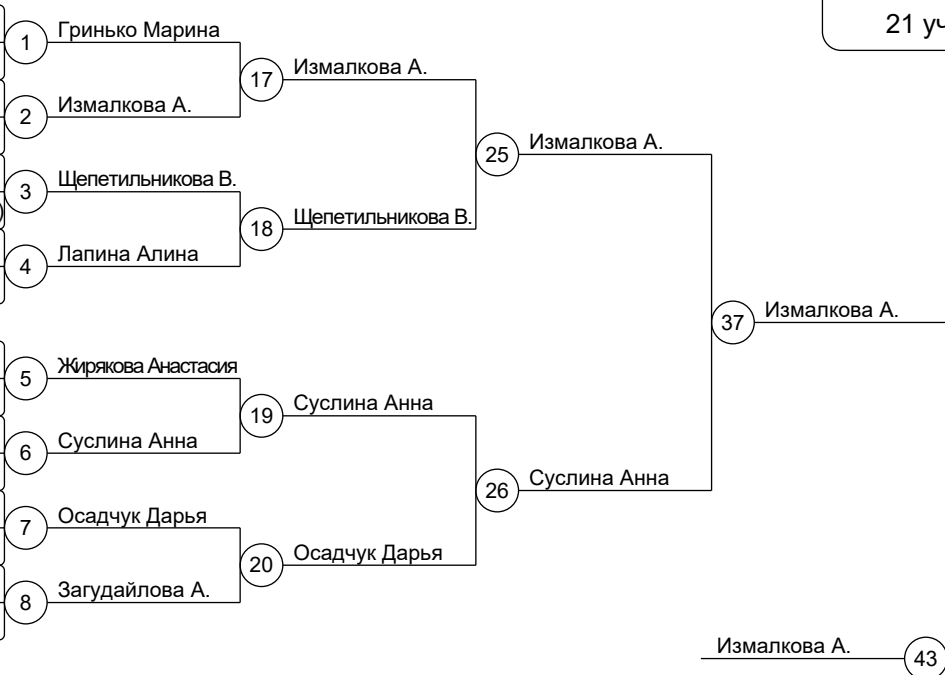 21 уч
1 Гринько Марина
17 Измалкова А.
2 Измалкова А.
25 Измалкова А.
3 Щепетильникова В.
18 Щепетильникова В.
4 Лапина Алина
37 Измалкова А.
5 Жирякова Анастасия
19 Суслина Анна
6 Суслина Анна
26 Суслина Анна
7 Осадчук Дарья
20 Осадчук Дарья
8 Загудайлова А.
Измалкова А. 43